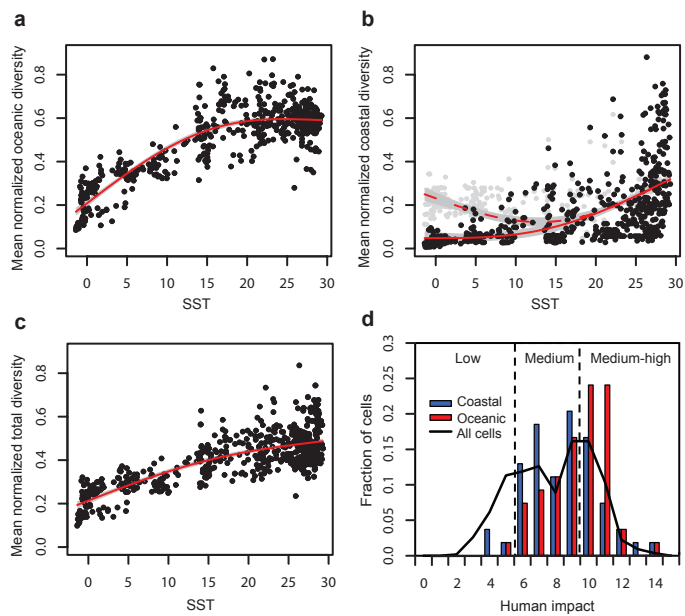 a
Mean normalized oceanic diversity
0.0 0.2 0.4 0.6 0.8
0 5 10 15 20 25 30
SST
b
Mean normalized coastal diversity
0.0 0.2 0.4 0.6 0.8
0 5 10 15 20 25 30
SST
c
Mean normalized total diversity
0.0 0.2 0.4 0.6 0.8
0 5 10 15 20 25 30
SST
d
Fraction of cells
0.0 0.05 0.1 0.15 0.2 0.25 0.3
Low Medium Medium-high
Coastal
Oceanic
All cells
0 2 4 6 8 10 12 14
Human impact